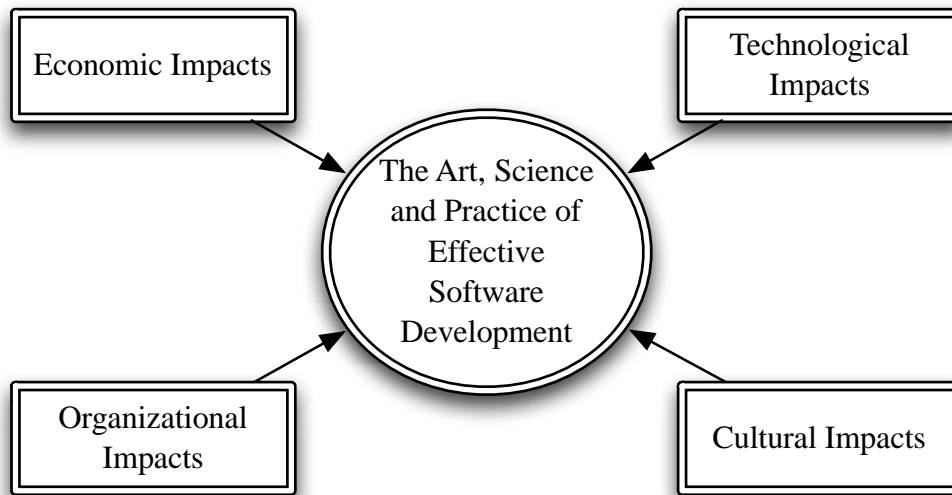 Economic Impacts
Technological
Impacts
The Art, Science
and Practice of
Effective
Software
Development
Organizational
Impacts
Cultural Impacts